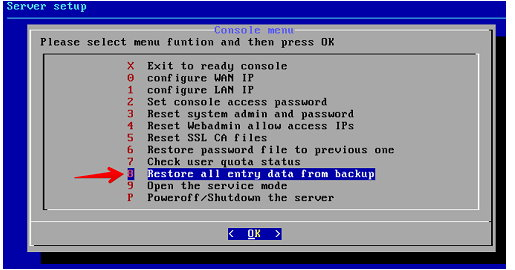 Server setup
Console menu
Please select menu funtion and then press OK
X Exit to ready console
0 configure WAN IP
1 configure LAN IP
2 Set console access password
3 Reset system admin and password
4 Reset Webadmin allow access IPs
5 Reset SSL CA files
6 Restore password file to previous one
7 Check user quota status
8 Restore all entry data from backup
9 Open the service mode
P Poweroff/Shutdown the server
< OK >